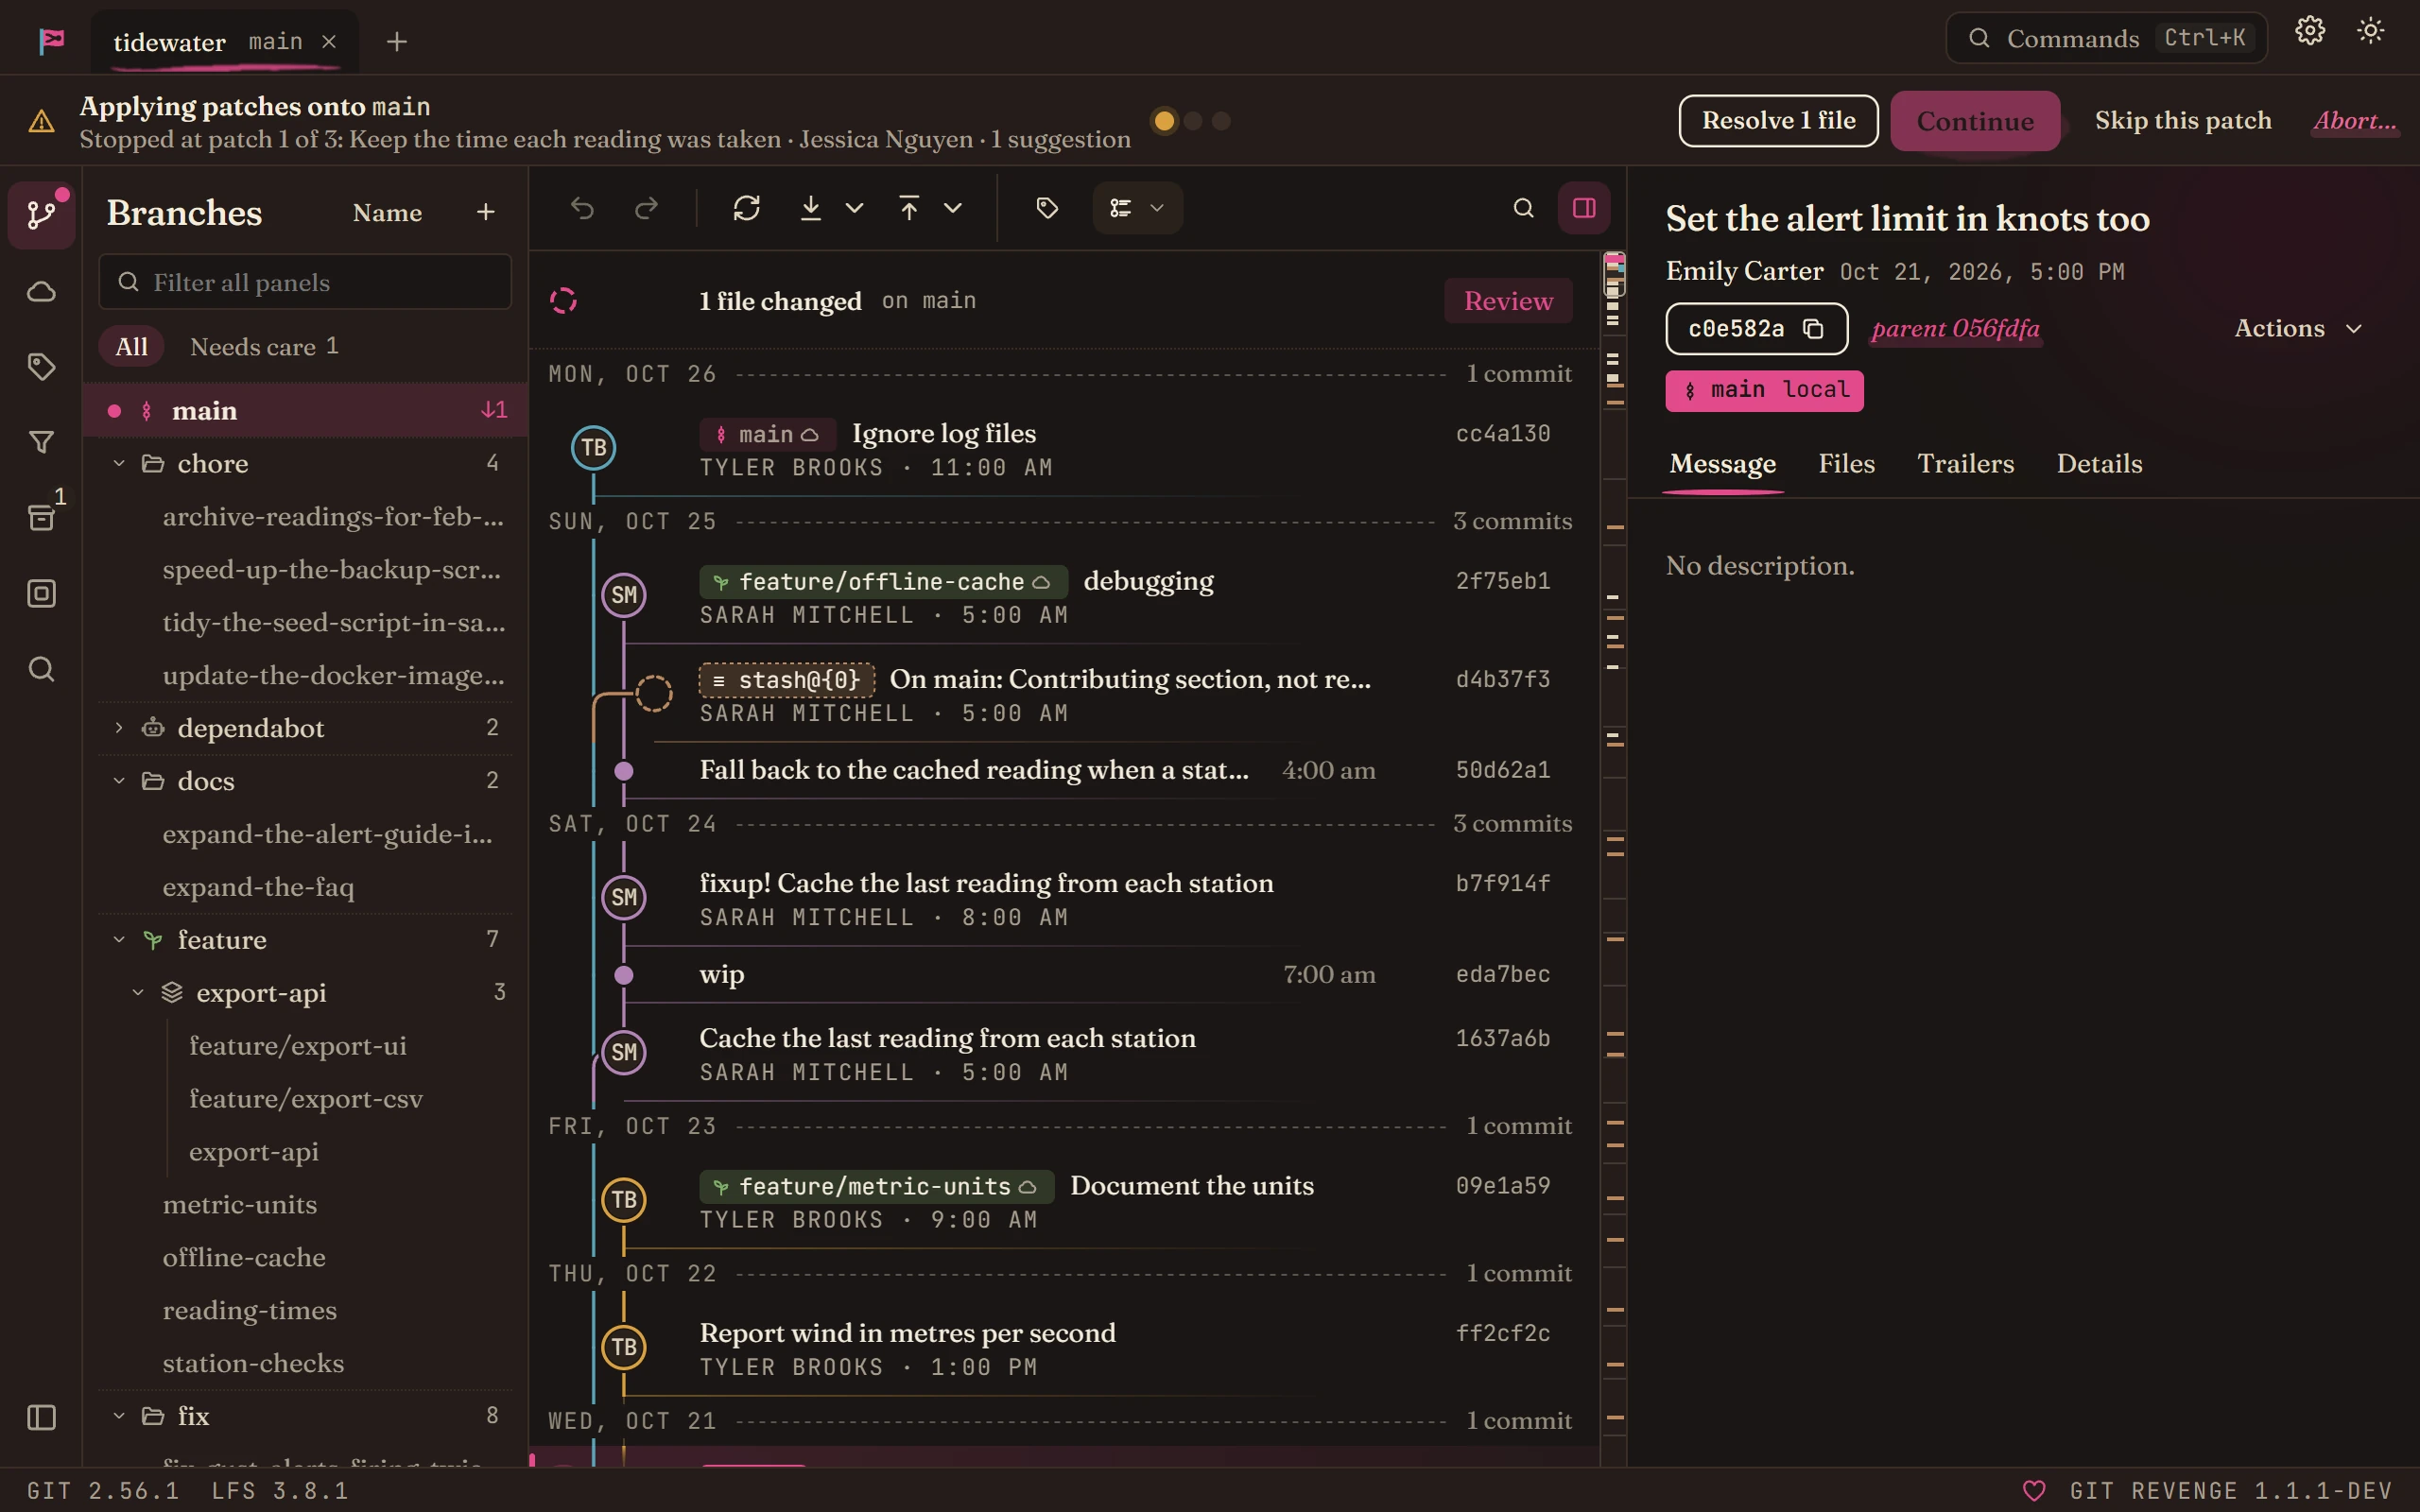 tidewater main
Commands Ctrl+K
Applying patches onto main
Stopped at patch 1 of 3: Keep the time each reading was taken · Jessica Nguyen · 1 suggestion
Resolve 1 file
Continue
Skip this patch
Abort...
Branches
Name
Filter all panels
All
Needs care 1
main ↓1
chore 4
archive-readings-for-feb-...
speed-up-the-backup-scr...
tidy-the-seed-script-in-sa...
update-the-docker-image...
dependabot 2
docs 2
expand-the-alert-guide-i...
expand-the-faq
feature 7
export-api 3
feature/export-ui
feature/export-csv
export-api
metric-units
offline-cache
reading-times
station-checks
fix 8
1
1 file changed on main
Review
MON, OCT 26 1 commit
TB main Ignore log files cc4a130
TYLER BROOKS · 11:00 AM
SUN, OCT 25 3 commits
SM feature/offline-cache debugging 2f75eb1
SARAH MITCHELL · 5:00 AM
stash@{0} On main: Contributing section, not re... d4b37f3
SARAH MITCHELL · 5:00 AM
Fall back to the cached reading when a stat... 4:00 am 50d62a1
SAT, OCT 24 3 commits
SM fixup! Cache the last reading from each station b7f914f
SARAH MITCHELL · 8:00 AM
wip 7:00 am eda7bec
SM Cache the last reading from each station 1637a6b
SARAH MITCHELL · 5:00 AM
FRI, OCT 23 1 commit
TB feature/metric-units Document the units 09e1a59
TYLER BROOKS · 9:00 AM
THU, OCT 22 1 commit
TB Report wind in metres per second ff2cf2c
TYLER BROOKS · 1:00 PM
WED, OCT 21 1 commit
Set the alert limit in knots too
Emily Carter Oct 21, 2026, 5:00 PM
c0e582a parent 056fdfa Actions
main local
Message Files Trailers Details
No description.
GIT 2.56.1 LFS 3.8.1
GIT REVENGE 1.1.1-DEV